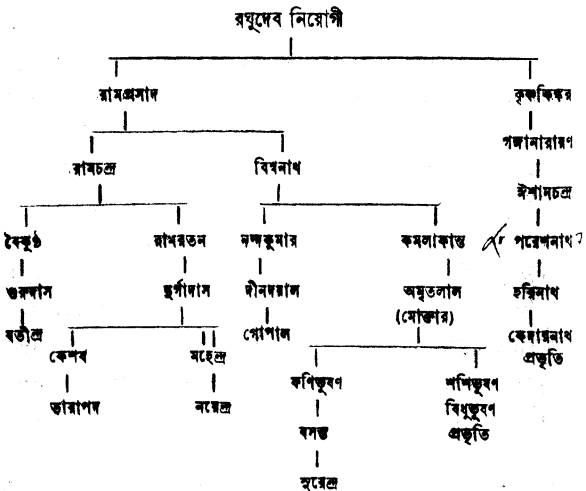 রঘুদেব নিয়োগী
রামপ্রসাদ কৃষ্ণকিঙ্কর
গঙ্গানারায়ণ
রামচন্দ্র বিশ্বনাথ
ঈশানচন্দ্র
বৈকুণ্ঠ রামরতন নন্দকুমার কমলাকান্ত পরেশনাথ
গুরুদাস দুর্গাদাস দীনদয়াল অমৃতলাল হরিনাথ
(মোক্তার)
যতীন্দ্র গোপাল কেদারনাথ
কেশব মহেন্দ্র প্রভৃতি
ফণিভূষণ শশিভূষণ
তারাপদ নরেন্দ্র বিধুভূষণ
বসন্ত প্রভৃতি
সুরেন্দ্র